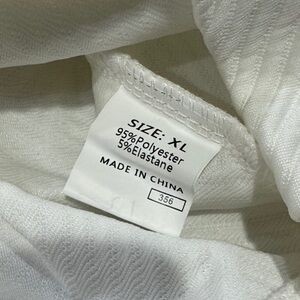 SIZE: XL
95%Polyester
5%Elastane
MADE IN CHINA
356